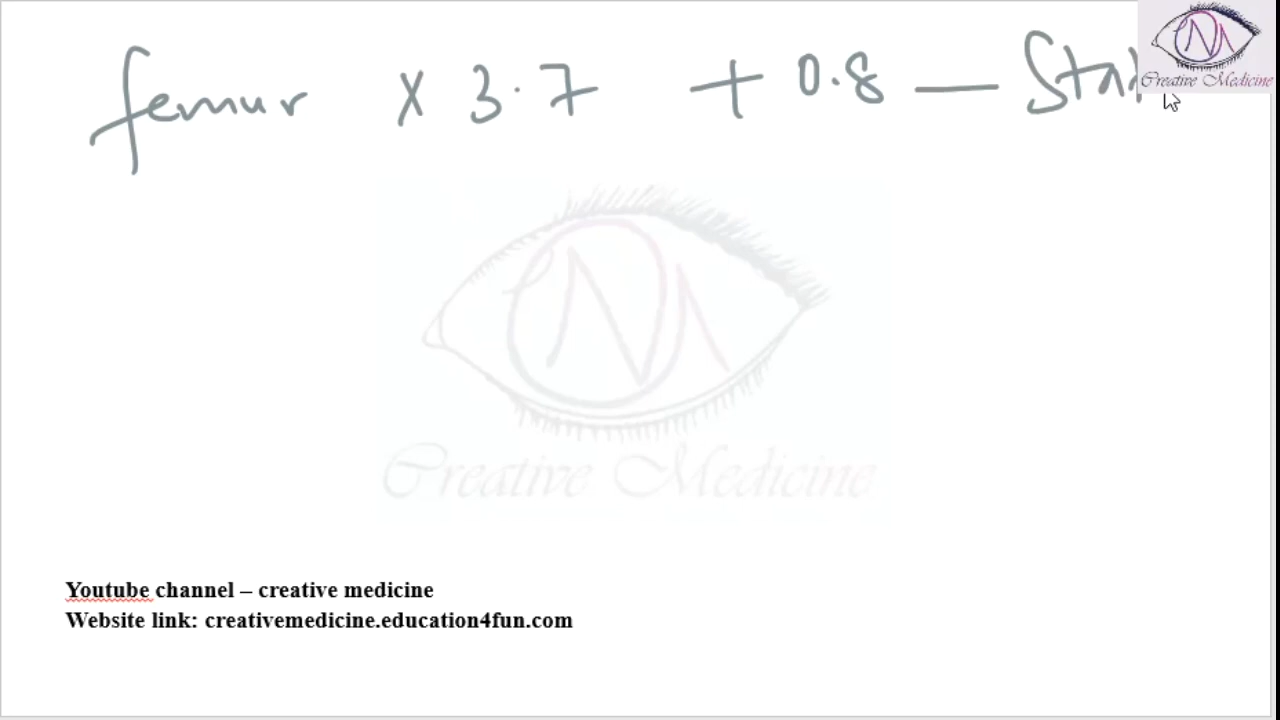 femur x 3.7 + 0.8 — Sta
Creative Medicine
Creative Medicine
Youtube channel – creative medicine
Website link: creativemedicine.education4fun.com